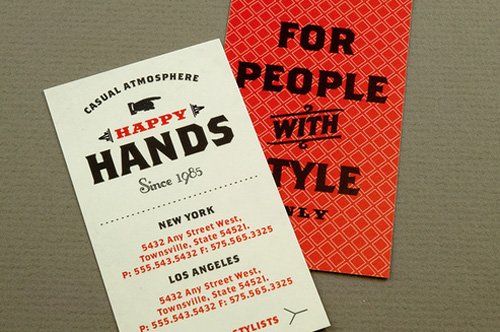 CASUAL ATMOSPHERE
HAPPY
HANDS
Since 1985
NEW YORK
5432 Any Street West,
Townsville, State 54521.
P: 555.543.5432 F: 575.565.3325
LOS ANGELES
5432 Any Street West,
Townsville, State 54521.
P: 555.543.5432 F: 575.565.3325
STYLISTS
FOR
PEOPLE
WITH
TYLE
NLY